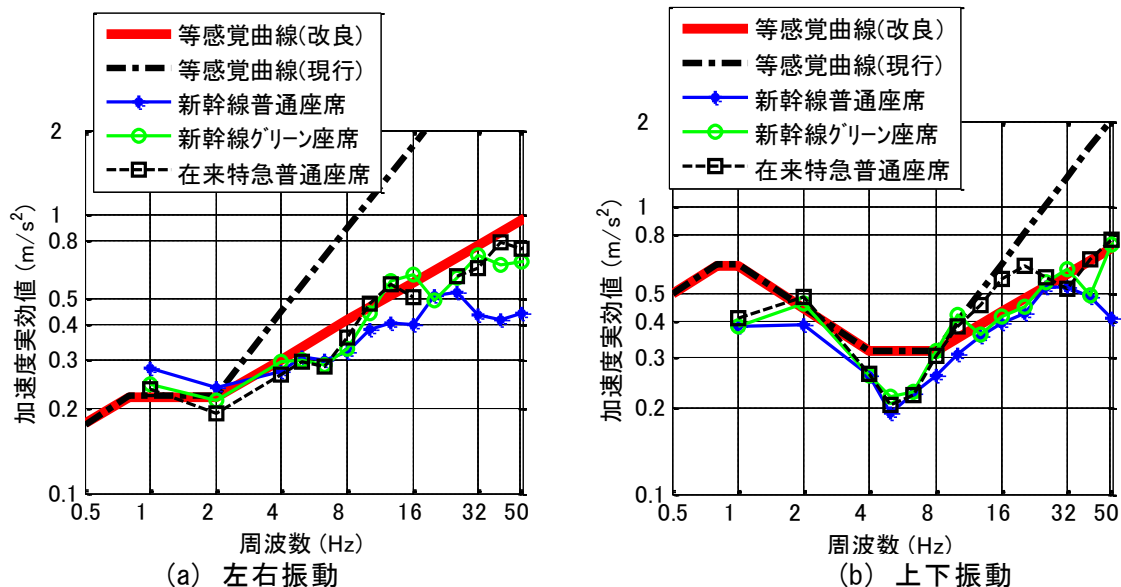 等感覚曲線(改良)
等感覚曲線(現行)
新幹線普通座席
新幹線ｸﾞﾘｰﾝ座席
在来特急普通座席
2
1
0.8
0.5
0.4
0.3
0.2
0.1
加速度実効値 (m/s²)
0.5 1 2 4 8 16 32 50
周波数 (Hz)
(a) 左右振動
等感覚曲線(改良)
等感覚曲線(現行)
新幹線普通座席
新幹線ｸﾞﾘｰﾝ座席
在来特急普通座席
2
1
0.8
0.5
0.4
0.3
0.2
0.1
加速度実効値 (m/s²)
0.5 1 2 4 8 16 32 50
周波数 (Hz)
(b) 上下振動